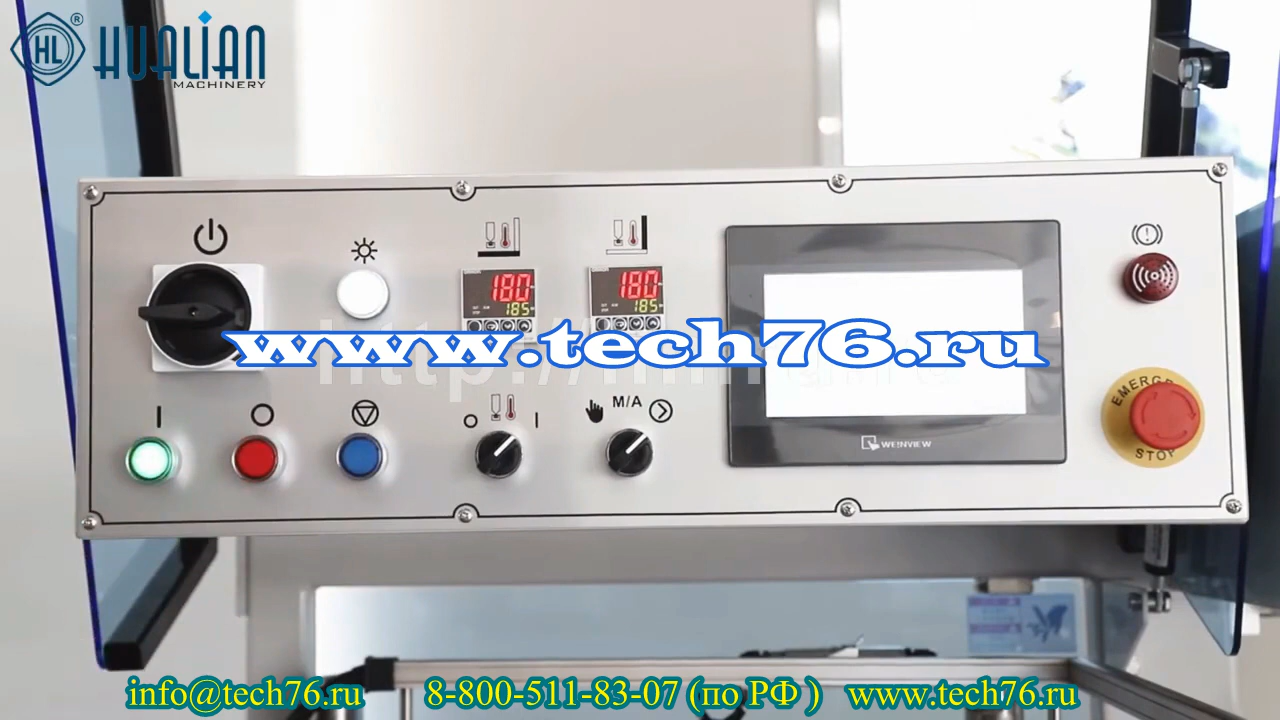 HL ® HUALIAN
MACHINERY
180
185
180
185
www.tech76.ru
M/A
WEINVIEW
STOP
info@tech76.ru 8-800-511-83-07 (по РФ ) www.tech76.ru